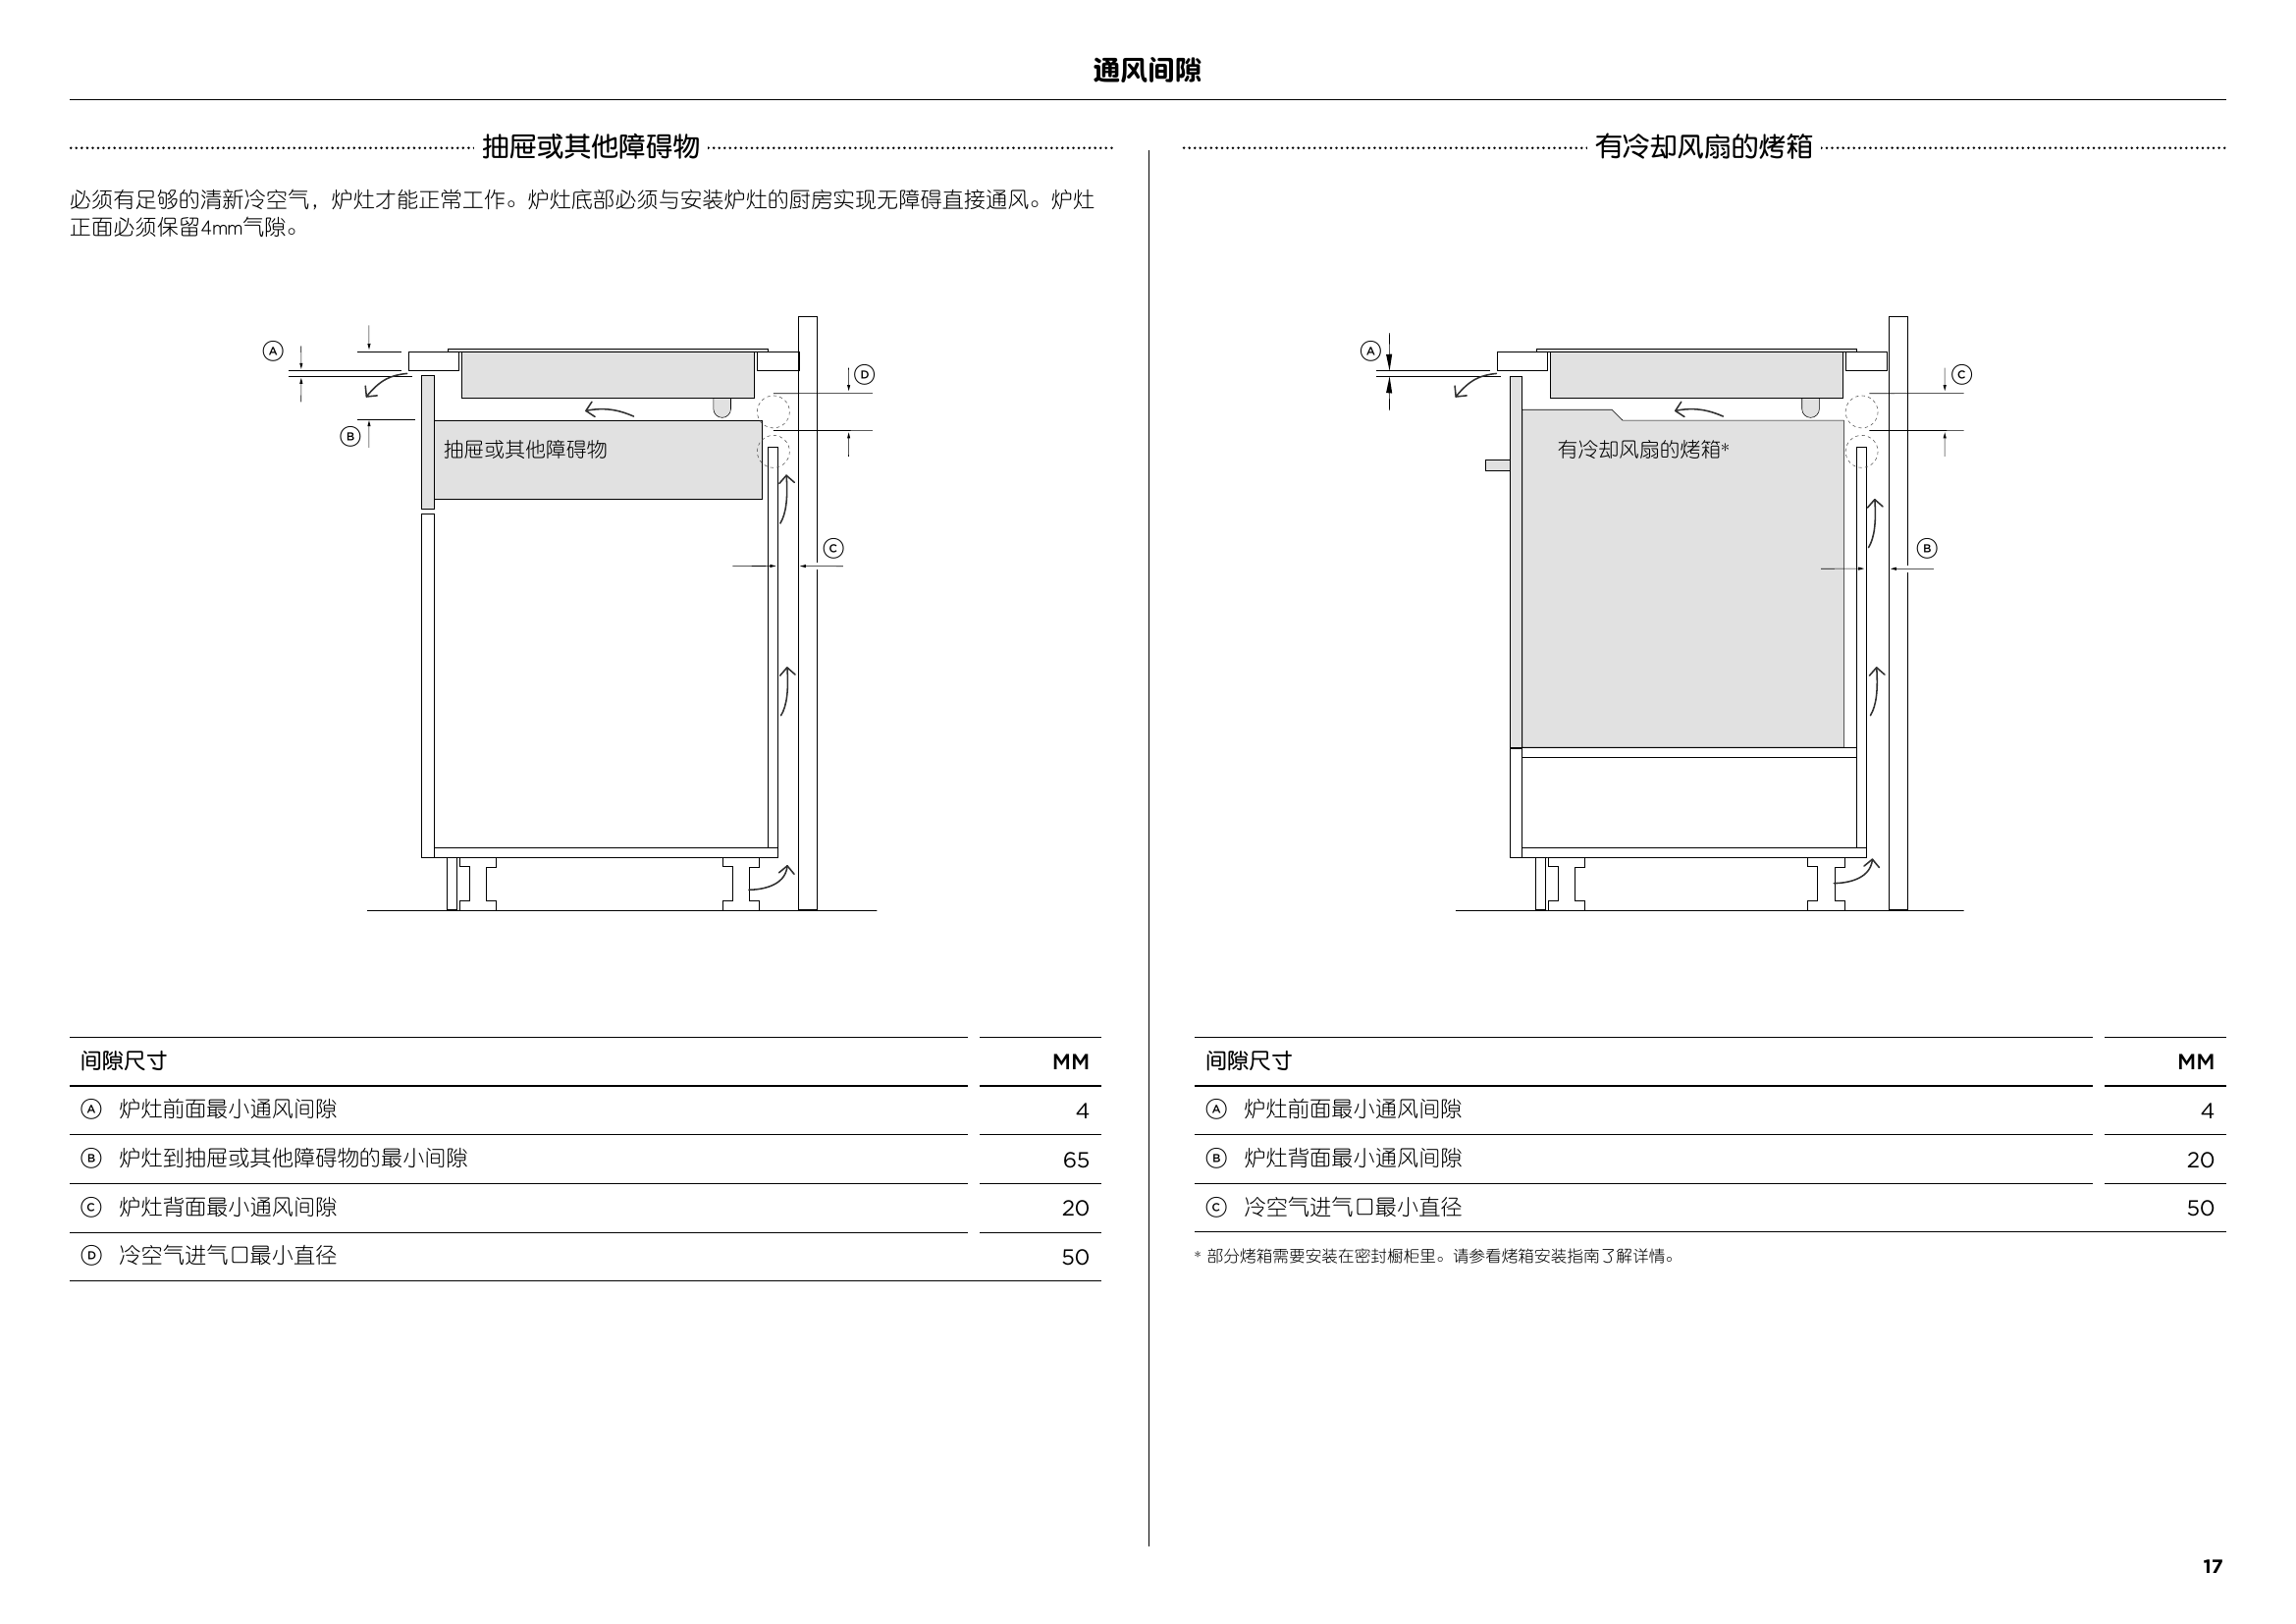 通风间隙
抽屉或其他障碍物
必须有足够的清新冷空气，炉灶才能正常工作。炉灶底部必须与安装炉灶的厨房实现无障碍直接通风。炉灶
正面必须保留4mm气隙。
A
B
D
抽屉或其他障碍物
C
间隙尺寸 MM
A 炉灶前面最小通风间隙 4
B 炉灶到抽屉或其他障碍物的最小间隙 65
C 炉灶背面最小通风间隙 20
D 冷空气进气口最小直径 50
有冷却风扇的烤箱
A
C
有冷却风扇的烤箱*
B
间隙尺寸 MM
A 炉灶前面最小通风间隙 4
B 炉灶背面最小通风间隙 20
C 冷空气进气口最小直径 50
* 部分烤箱需要安装在密封橱柜里。请参看烤箱安装指南了解详情。
17